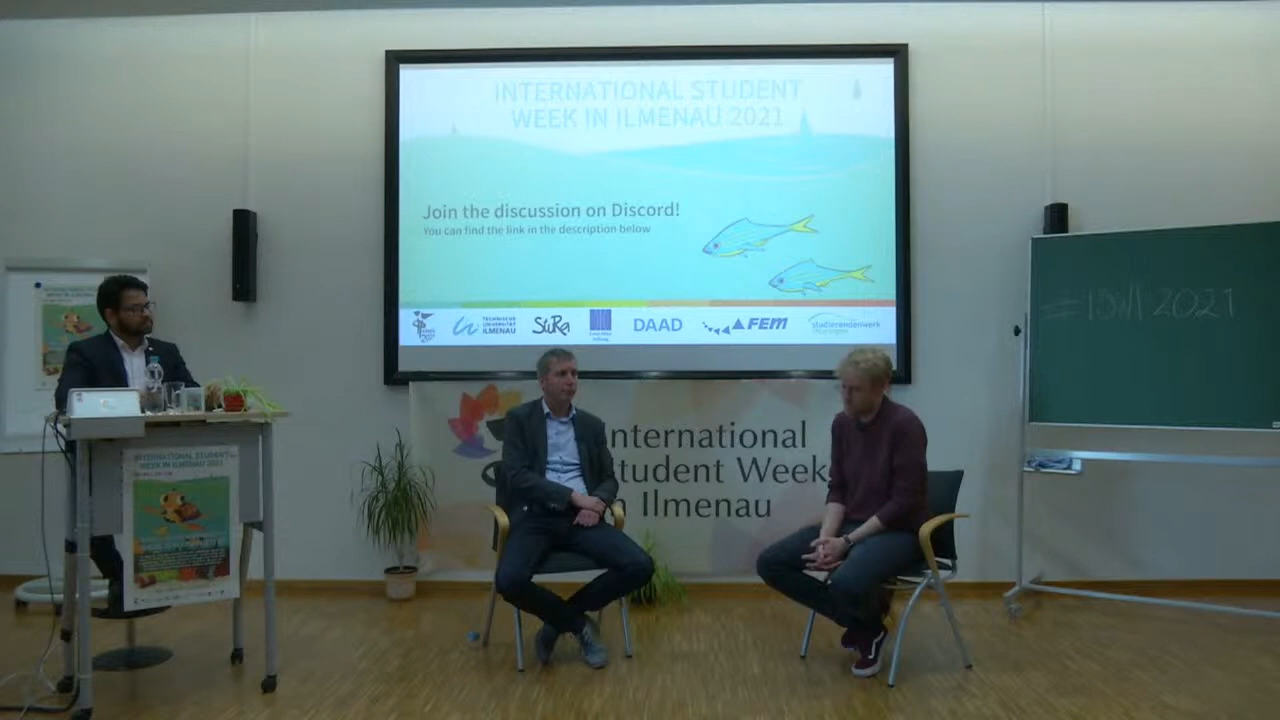 INTERNATIONAL STUDENT
WEEK IN ILMENAU 2021
Join the discussion on Discord!
You can find the link in the description below
TECHNISCHE
UNIVERSITÄT
ILMENAU
StuRa
DAAD
FEM
studierendenwerk
International
Student Week
in Ilmenau
#ISWI 2021
INTERNATIONAL STUDENT
WEEK IN ILMENAU 2021